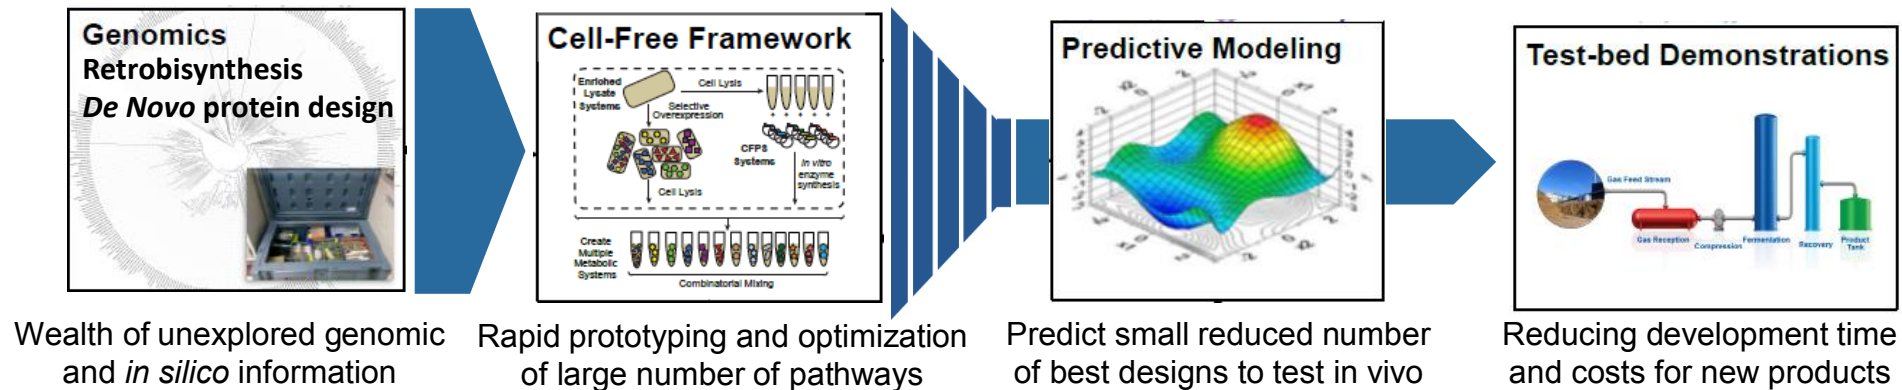 Genomics
Retrobisynthesis
De Novo protein design
Wealth of unexplored genomic
and in silico information
Cell-Free Framework
Enriched
Lysate
Systems
Cell Lysis
Selective
Overexpression
CFPS
Systems
In vitro
enzyme
synthesis
Cell Lysis
Create
Multiple
Metabolic
Systems
Combinatorial Mixing
Rapid prototyping and optimization
of large number of pathways
Predictive Modeling
Predict small reduced number
of best designs to test in vivo
Test-bed Demonstrations
Gas Feed Stream
Gas Reception
Compression
Fermentation
Recovery
Product
Tank
Reducing development time
and costs for new products